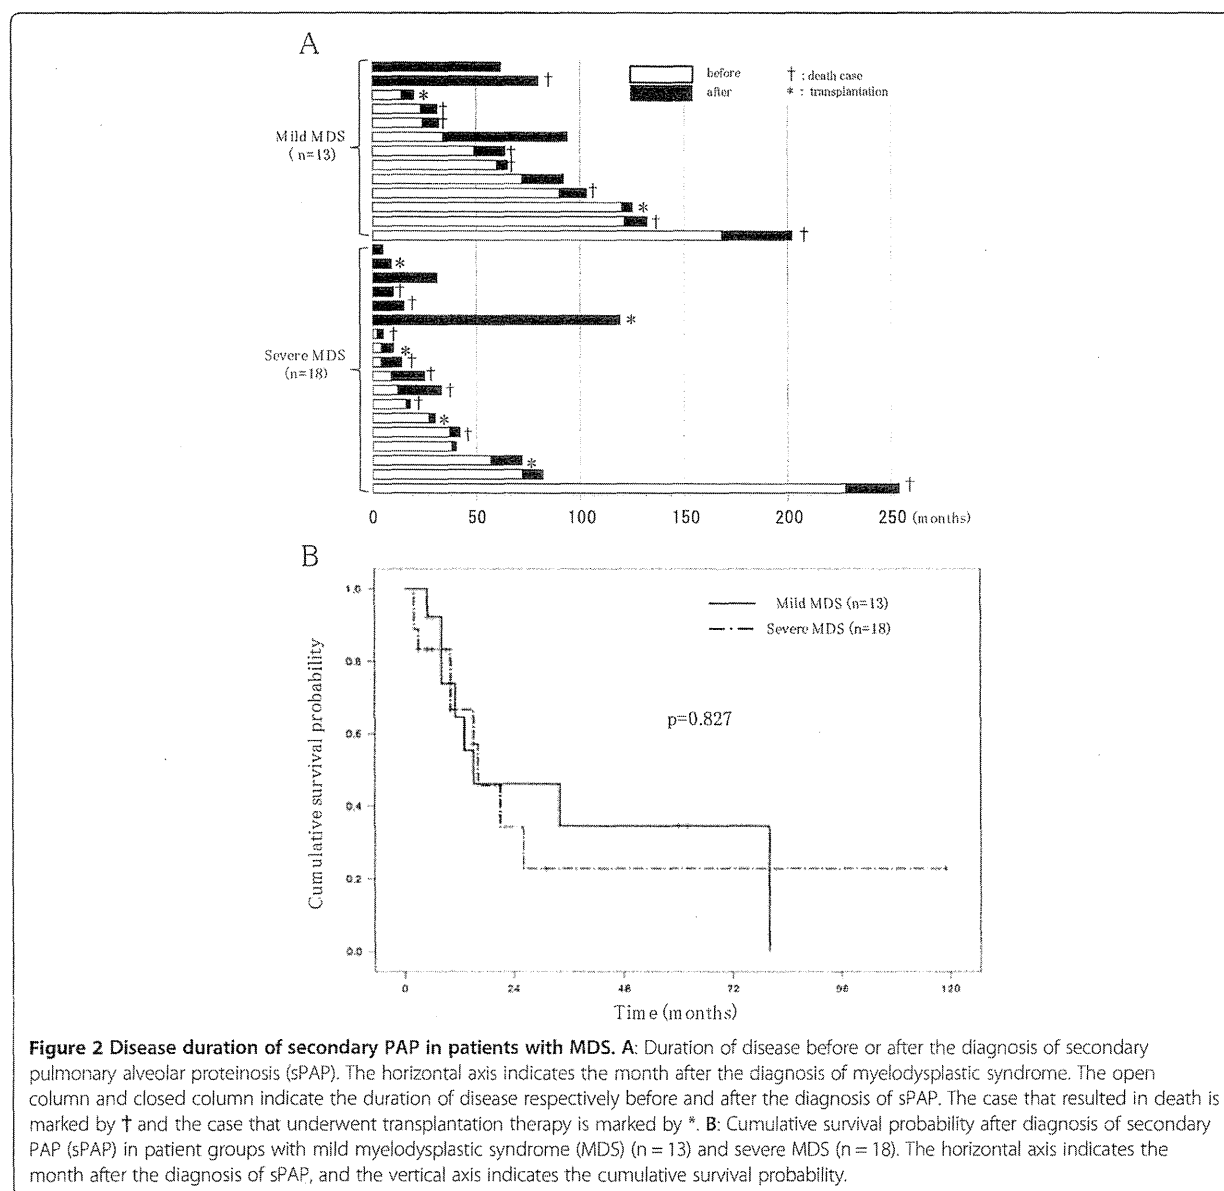 A
before
after
† : death case
* : transplantation
†
*
†
†
Mild MDS
(n=13)
†
†
†
*
†
†
*
†
†
*
Severe MDS
(n=18)
†
*
†
†
†
†
*
†
*
†
0 50 100 150 200 250 (months)
B
1.0
0.8
0.6
0.4
0.2
0.0
Cumulative survival probability
Mild MDS (n=13)
Severe MDS (n=18)
p=0.827
0 24 48 72 96 120
Time (months)
Figure 2 Disease duration of secondary PAP in patients with MDS. A: Duration of disease before or after the diagnosis of secondary
pulmonary alveolar proteinosis (sPAP). The horizontal axis indicates the month after the diagnosis of myelodysplastic syndrome. The open
column and closed column indicate the duration of disease respectively before and after the diagnosis of sPAP. The case that resulted in death is
marked by † and the case that underwent transplantation therapy is marked by *. B: Cumulative survival probability after diagnosis of secondary
PAP (sPAP) in patient groups with mild myelodysplastic syndrome (MDS) (n = 13) and severe MDS (n = 18). The horizontal axis indicates the
month after the diagnosis of sPAP, and the vertical axis indicates the cumulative survival probability.